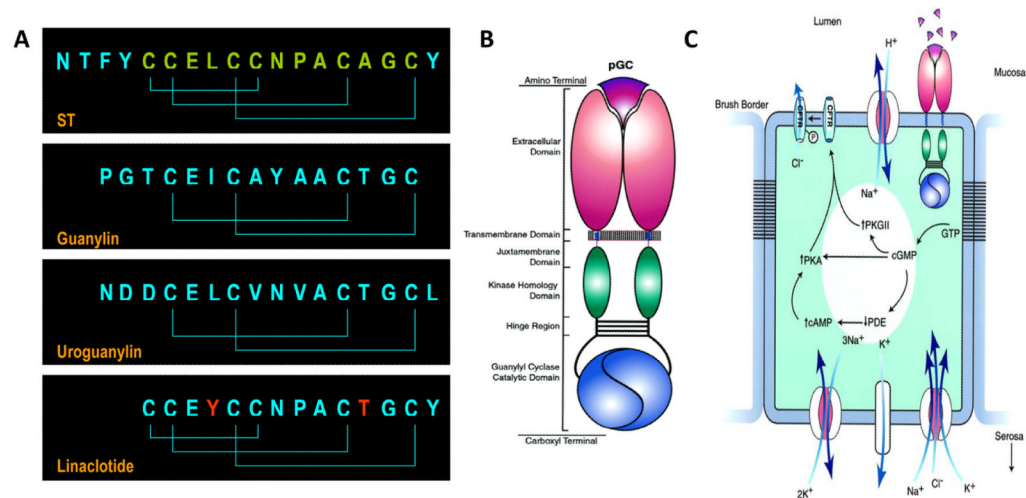 A
N T F Y C C E L C C N P A C A G C Y
ST
P G T C E I C A Y A A C T G C
Guanylin
N D D C E L C V N V A C T G C L
Uroguanylin
C C E Y C C N P A C T G C Y
Linaclotide
B
pGC
Amino Terminal
Extracellular
Domain
Transmembrane Domain
Juxtamembrane
Domain
Kinase Homology
Domain
Hinge Region
Guanylyl Cyclase
Catalytic Domain
Carboxyl Terminal
C
Lumen
H+
Mucosa
Brush Border
CFTR
CFTR
P
Cl-
Na+
↑PKGII
GTP
↑PKA
cGMP
↑cAMP
↓PDE
3Na+
K+
Serosa
2K+
Na+
Cl-
K+